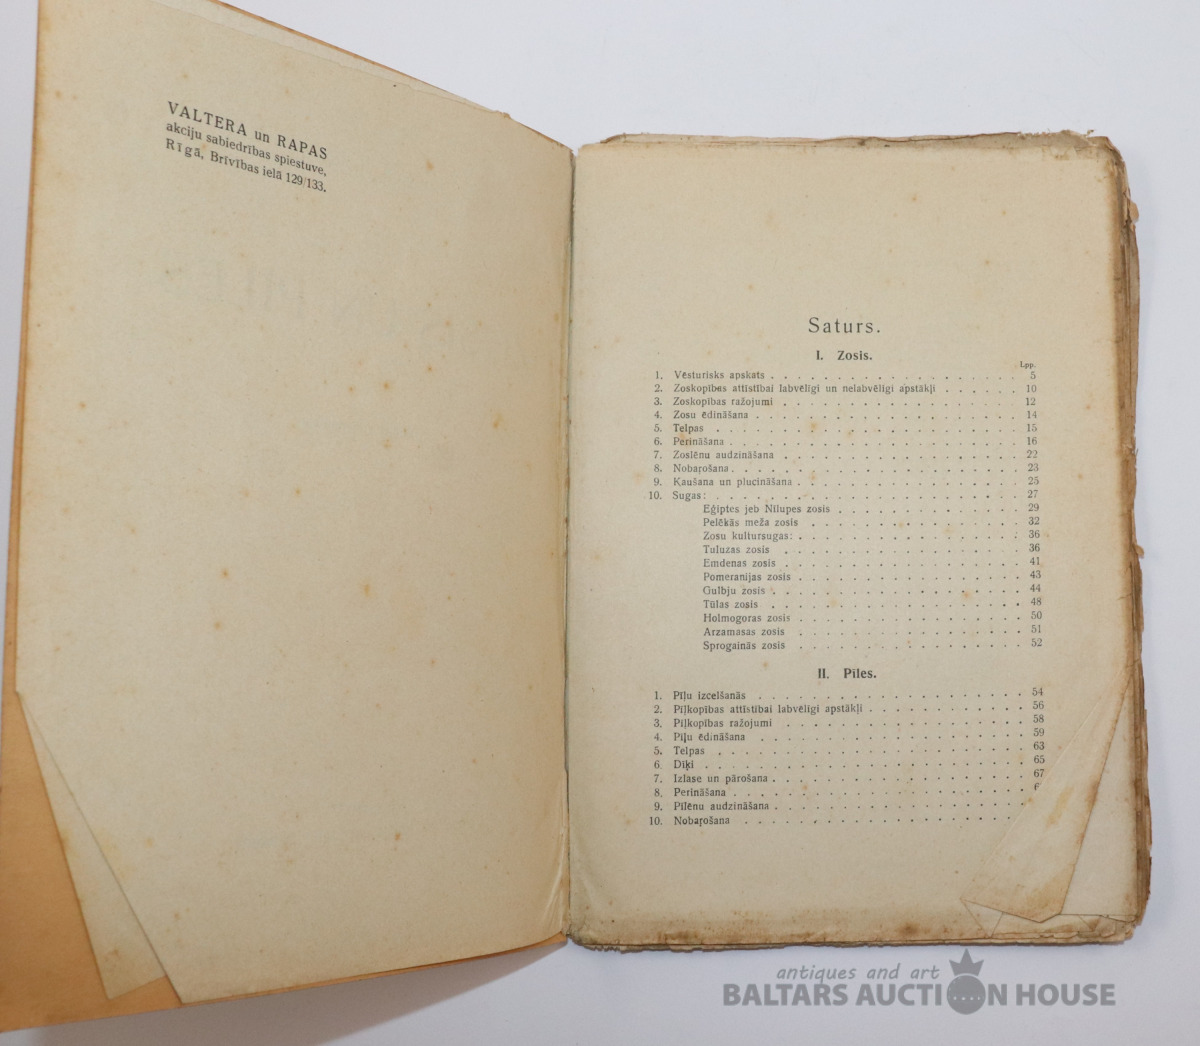 VALTERA un RAPAS
akciju sabiedrības spiestuve,
Rīgā, Brīvības ielā 129/133.
Saturs.
I. Zosis.
Lpp.
1. Vēsturisks apskats . . . . . . . . . . . . . . . . . . . 5
2. Zoskopības attīstībai labvēlīgi un nelabvēlīgi apstākļi . . . . . . 10
3. Zoskopības ražojumi . . . . . . . . . . . . . . . . . . 12
4. Zosu ēdināšana . . . . . . . . . . . . . . . . . . . . 14
5. Telpas . . . . . . . . . . . . . . . . . . . . . . . 15
6. Perināšana . . . . . . . . . . . . . . . . . . . . . . 16
7. Zoslēnu audzināšana . . . . . . . . . . . . . . . . . . 22
8. Nobaŗošana . . . . . . . . . . . . . . . . . . . . . . 23
9. Kaušana un plucināšana . . . . . . . . . . . . . . . . . 25
10. Sugas: . . . . . . . . . . . . . . . . . . . . . . . 27
Eģiptes jeb Nīlupes zosis . . . . . . . . . . . . . . 29
Pelēkās meža zosis . . . . . . . . . . . . . . . . 32
Zosu kultursugas: . . . . . . . . . . . . . . . . . 36
Tuluzas zosis . . . . . . . . . . . . . . . . . . 36
Emdenas zosis . . . . . . . . . . . . . . . . . . 41
Pomeranijas zosis . . . . . . . . . . . . . . . . . 43
Gulbju zosis . . . . . . . . . . . . . . . . . . . 44
Tūlas zosis . . . . . . . . . . . . . . . . . . . 48
Holmogoras zosis . . . . . . . . . . . . . . . . . 50
Arzamasas zosis . . . . . . . . . . . . . . . . . 51
Sprogainās zosis . . . . . . . . . . . . . . . . . 52
II. Pīles.
1. Pīļu izcelšanās . . . . . . . . . . . . . . . . . . . . 54
2. Pīļkopības attīstībai labvēlīgi apstākļi . . . . . . . . . . . . 56
3. Pīļkopības ražojumi . . . . . . . . . . . . . . . . . . 58
4. Pīļu ēdināšana . . . . . . . . . . . . . . . . . . . . 59
5. Telpas . . . . . . . . . . . . . . . . . . . . . . . 63
6. Dīķi . . . . . . . . . . . . . . . . . . . . . . . . 65
7. Izlase un pārošana . . . . . . . . . . . . . . . . . . . 67
8. Perināšana . . . . . . . . . . . . . . . . . . . . . .
9. Pīlēnu audzināšana . . . . . . . . . . . . . . . . . . .
10. Nobaŗošana . . . . . . . . . . . . . . . . . . . . .
antiques and art
BALTARS AUCTION HOUSE